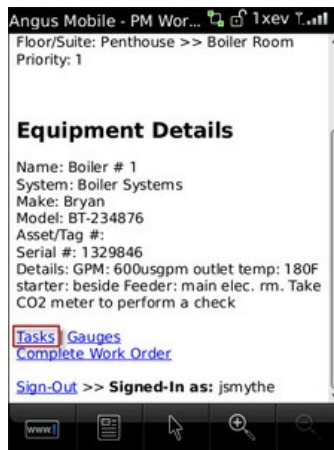 Angus Mobile - PM Wor... 1xev
Floor/Suite: Penthouse >> Boiler Room
Priority: 1
Equipment Details
Name: Boiler # 1
System: Boiler Systems
Make: Bryan
Model: BT-234876
Asset/Tag #:
Serial #: 1329846
Details: GPM: 600usgpm outlet temp: 180F
starter: beside Feeder: main elec. rm. Take
CO2 meter to perform a check
Tasks | Gauges
Complete Work Order
Sign-Out >> Signed-In as: jsmythe
www.